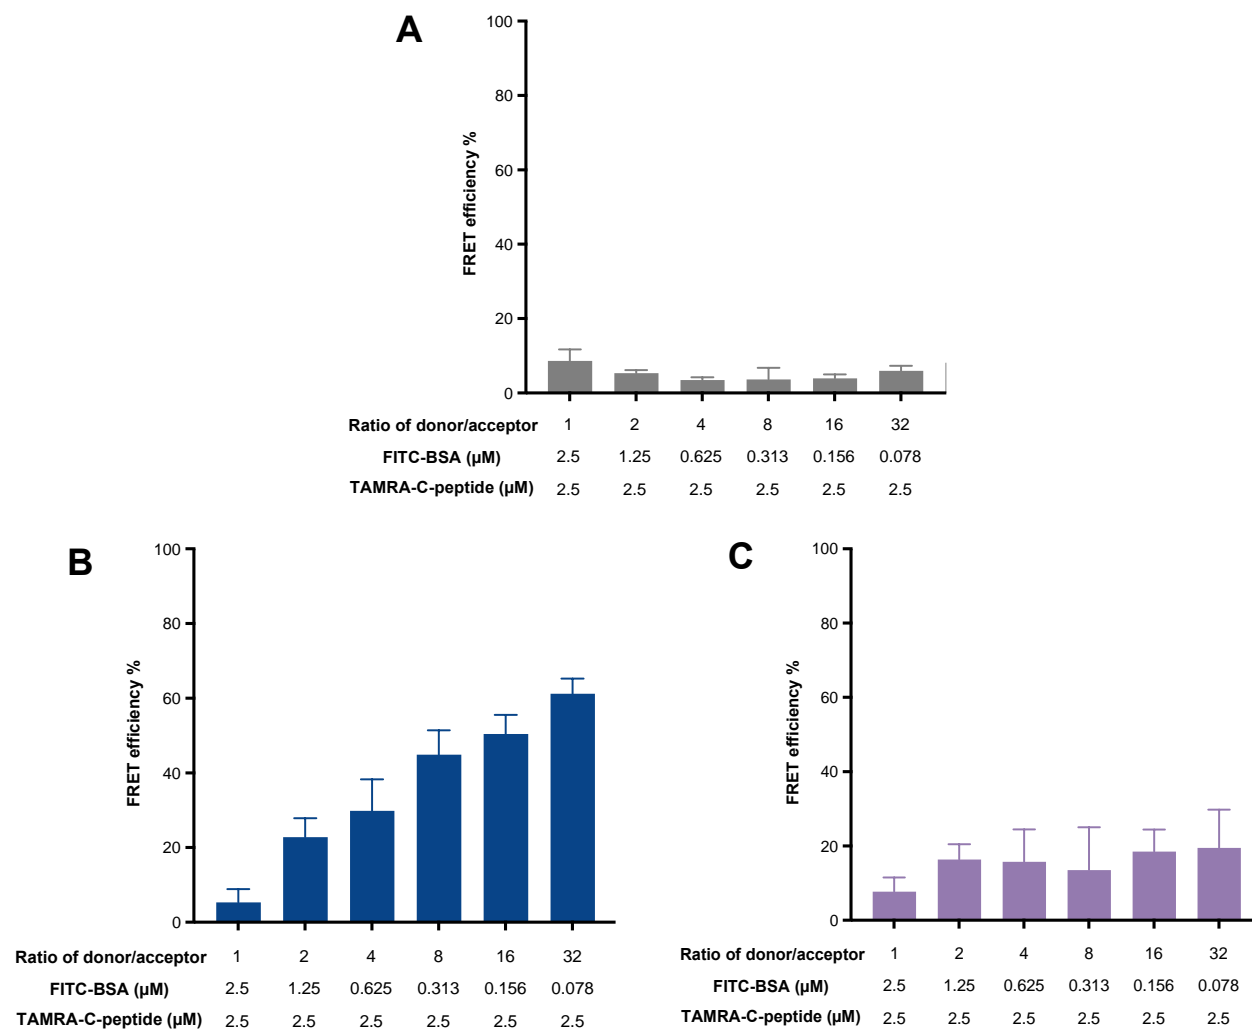 A
100
80
60
40
20
0
FRET efficiency %
Ratio of donor/acceptor 1 2 4 8 16 32
FITC-BSA (µM) 2.5 1.25 0.625 0.313 0.156 0.078
TAMRA-C-peptide (µM) 2.5 2.5 2.5 2.5 2.5 2.5
B
100
80
60
40
20
0
FRET efficiency %
Ratio of donor/acceptor 1 2 4 8 16 32
FITC-BSA (µM) 2.5 1.25 0.625 0.313 0.156 0.078
TAMRA-C-peptide (µM) 2.5 2.5 2.5 2.5 2.5 2.5
C
100
80
60
40
20
0
FRET efficiency %
Ratio of donor/acceptor 1 2 4 8 16 32
FITC-BSA (µM) 2.5 1.25 0.625 0.313 0.156 0.078
TAMRA-C-peptide (µM) 2.5 2.5 2.5 2.5 2.5 2.5